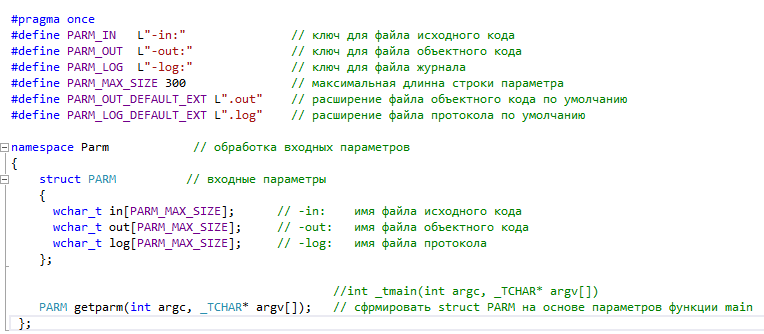 #pragma once
#define PARM_IN   L"-in:"               // ключ для файла исходного кода
#define PARM_OUT  L"-out:"              // ключ для файла объектного кода
#define PARM_LOG  L"-log:"              // ключ для файла журнала
#define PARM_MAX_SIZE 300               // максимальная длинна строки параметра
#define PARM_OUT_DEFAULT_EXT L".out"    // расширение файла объектного кода по умолчанию
#define PARM_LOG_DEFAULT_EXT L".log"    // расширение файла протокола по умолчанию
namespace Parm            // обработка входных параметров
{
    struct PARM          // входные параметры
    {
      wchar_t in[PARM_MAX_SIZE];      // -in:    имя файла исходного кода
      wchar_t out[PARM_MAX_SIZE];     // -out:   имя файла объектного кода
      wchar_t log[PARM_MAX_SIZE];     // -log:   имя файла протокола
    };
                                              //int _tmain(int argc, _TCHAR* argv[])
    PARM getparm(int argc, _TCHAR* argv[]);   // сфрмировать struct PARM на основе параметров функции main
 };